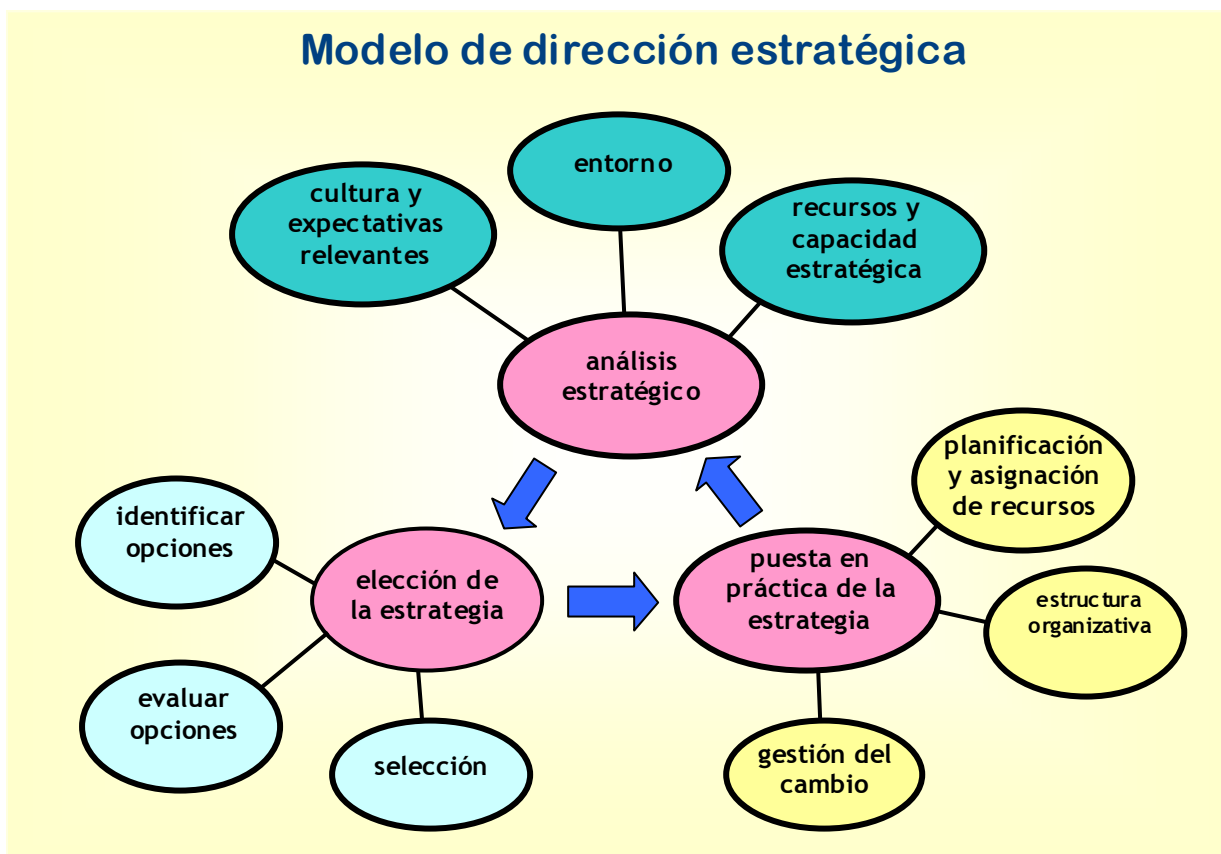 Modelo de dirección estratégica
entorno
cultura y
expectativas
relevantes
recursos y
capacidad
estratégica
análisis
estratégico
planificación
y asignación
de recursos
identificar
opciones
elección de
la estrategia
puesta en
práctica de la
estrategia
estructura
organizativa
evaluar
opciones
selección
gestión del
cambio